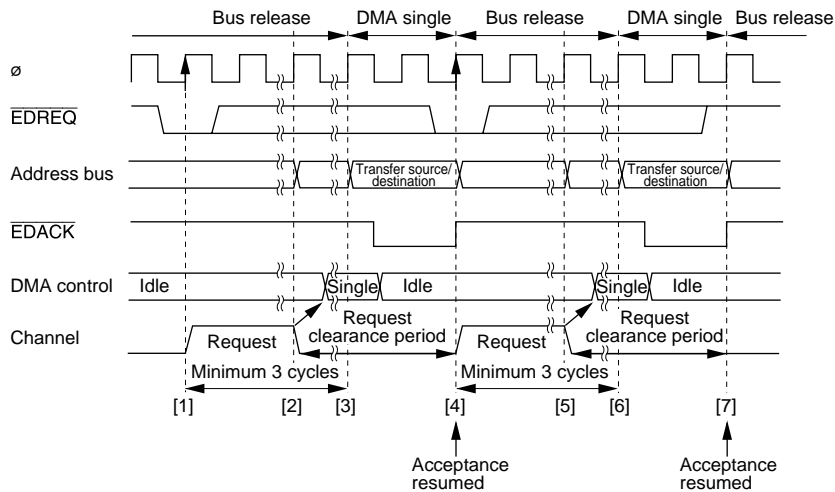 Bus release DMA single Bus release DMA single Bus release
ø
EDREQ
Address bus Transfer source/ destination Transfer source/ destination
EDACK
DMA control Idle Single Idle Single Idle
Channel Request Request clearance period Request Request clearance period
Minimum 3 cycles Minimum 3 cycles
[1] [2] [3] [4] [5] [6] [7]
Acceptance resumed Acceptance resumed